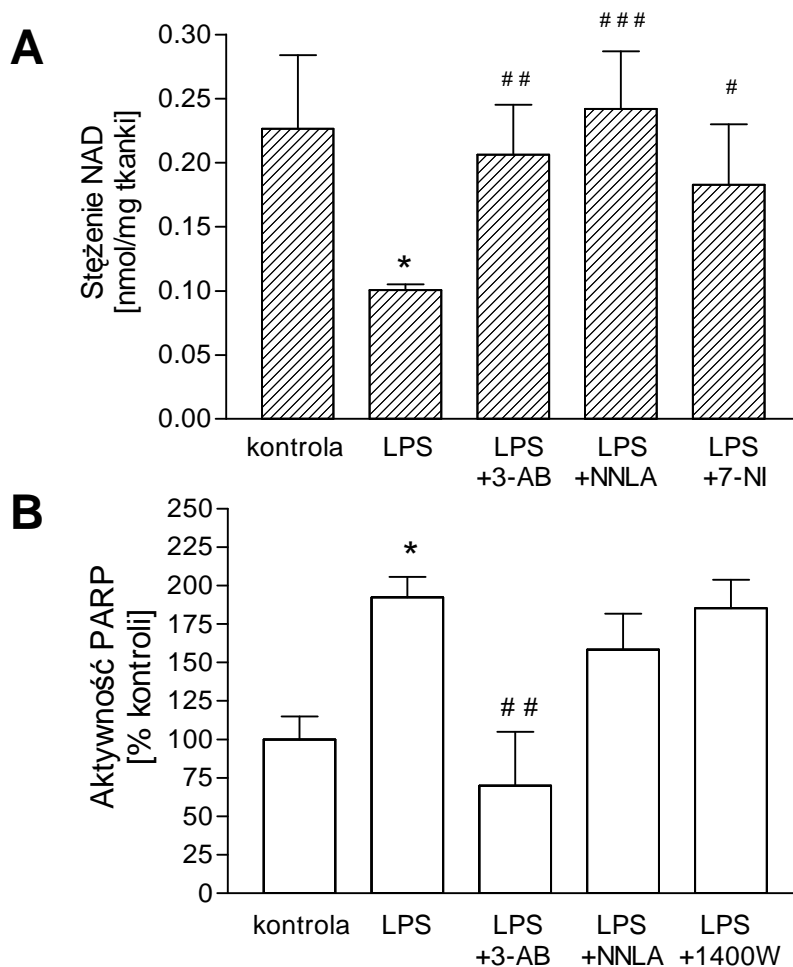 A
Stężenie NAD
[nmol/mg tkanki]
0.30
0.25
0.20
0.15
0.10
0.05
0.00
*
# #
# # #
#
kontrola
LPS
LPS
+3-AB
LPS
+NNLA
LPS
+7-NI
B
Aktywność PARP
[% kontroli]
250
225
200
175
150
125
100
75
50
25
0
*
# #
kontrola
LPS
LPS
+3-AB
LPS
+NNLA
LPS
+1400W